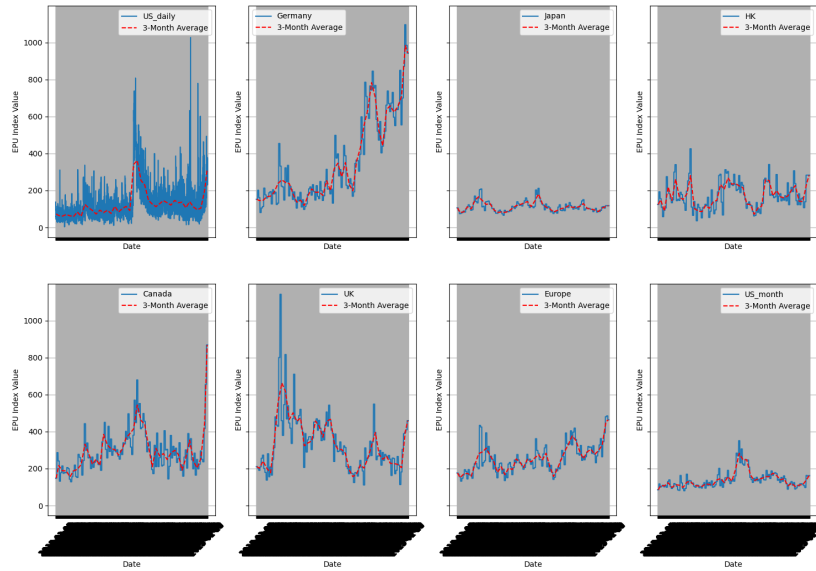 US_daily
3-Month Average
Germany
3-Month Average
Japan
3-Month Average
HK
3-Month Average
EPU Index Value
1000
800
600
400
200
0
Date
EPU Index Value
Date
EPU Index Value
Date
EPU Index Value
Date
Canada
3-Month Average
UK
3-Month Average
Europe
3-Month Average
US_month
3-Month Average
EPU Index Value
1000
800
600
400
200
0
Date
EPU Index Value
Date
EPU Index Value
Date
EPU Index Value
Date